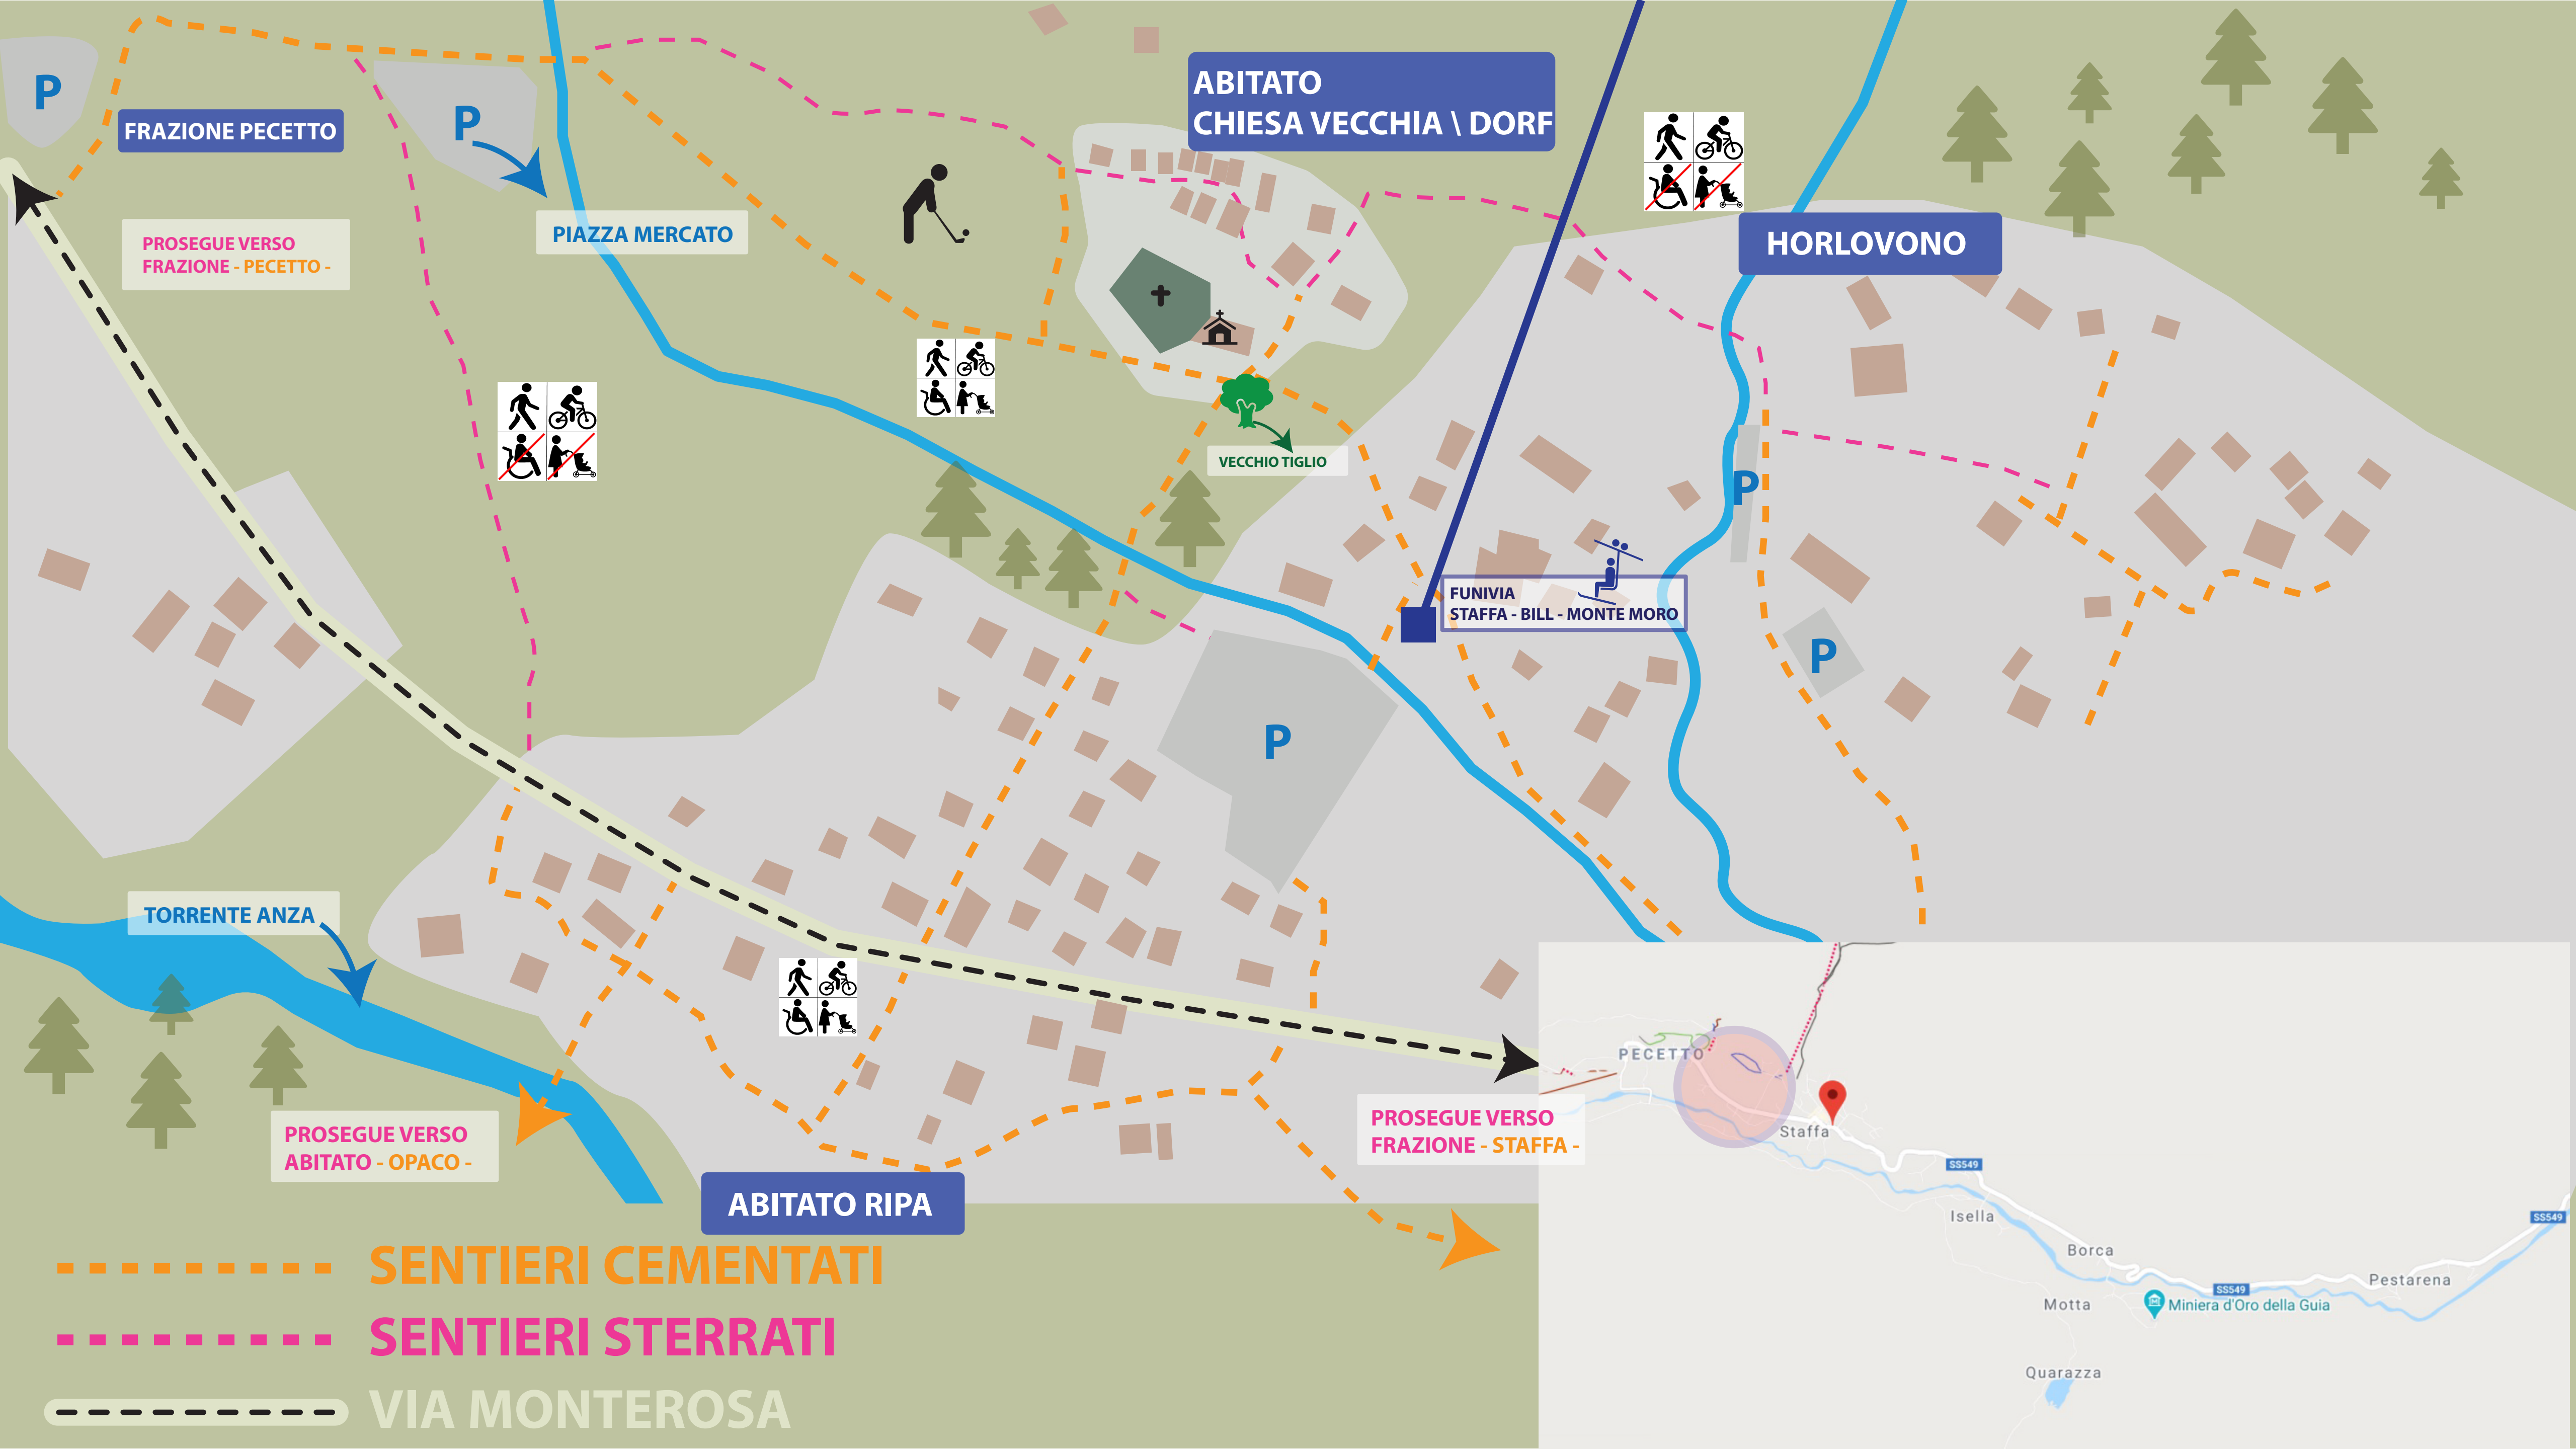 ABITATO
CHIESA VECCHIA \ DORF
P
P
FRAZIONE PECETTO
PIAZZA MERCATO
PROSEGUE VERSO
FRAZIONE - PECETTO -
HORLOVONO
VECCHIO TIGLIO
P
FUNIVIA
STAFFA - BILL - MONTE MORO
P
P
TORRENTE ANZA
PROSEGUE VERSO
ABITATO - OPACO -
PROSEGUE VERSO
FRAZIONE - STAFFA -
ABITATO RIPA
SENTIERI CEMENTATI
SENTIERI STERRATI
VIA MONTEROSA
PECETTO
Staffa
SS549
Isella
SS549
Borca
Pestarena
SS549
Motta
Miniera d'Oro della Guia
Quarazza